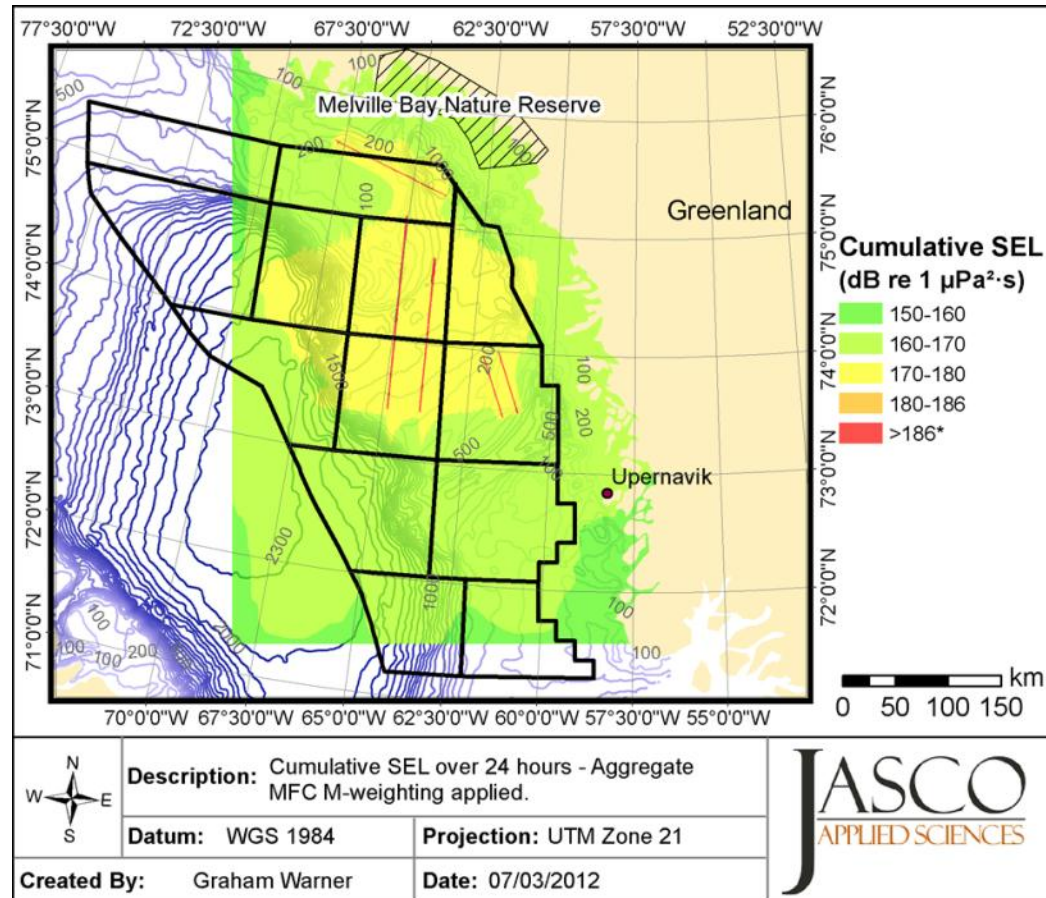 77°30'0"W 72°30'0"W 67°30'0"W 62°30'0"W 57°30'0"W 52°30'0"W
500
100
100
Melville Bay Nature Reserve
100
200
200
1000
100
76°0'0"N
75°0'0"N
74°0'0"N
73°0'0"N
72°0'0"N
71°0'0"N
75°0'0"N
74°0'0"N
73°0'0"N
72°0'0"N
Greenland
1500
200
100
200
500
500
100
Upernavik
2300
1000
100
2000
100
100
200
100
100
70°0'0"W 67°30'0"W 65°0'0"W 62°30'0"W 60°0'0"W 57°30'0"W 55°0'0"W
Cumulative SEL
(dB re 1 µPa²·s)
150-160
160-170
170-180
180-186
>186*
km
0 50 100 150
N
W E
S
Description: Cumulative SEL over 24 hours - Aggregate
MFC M-weighting applied.
Datum: WGS 1984
Projection: UTM Zone 21
Created By: Graham Warner
Date: 07/03/2012
JASCO
APPLIED SCIENCES